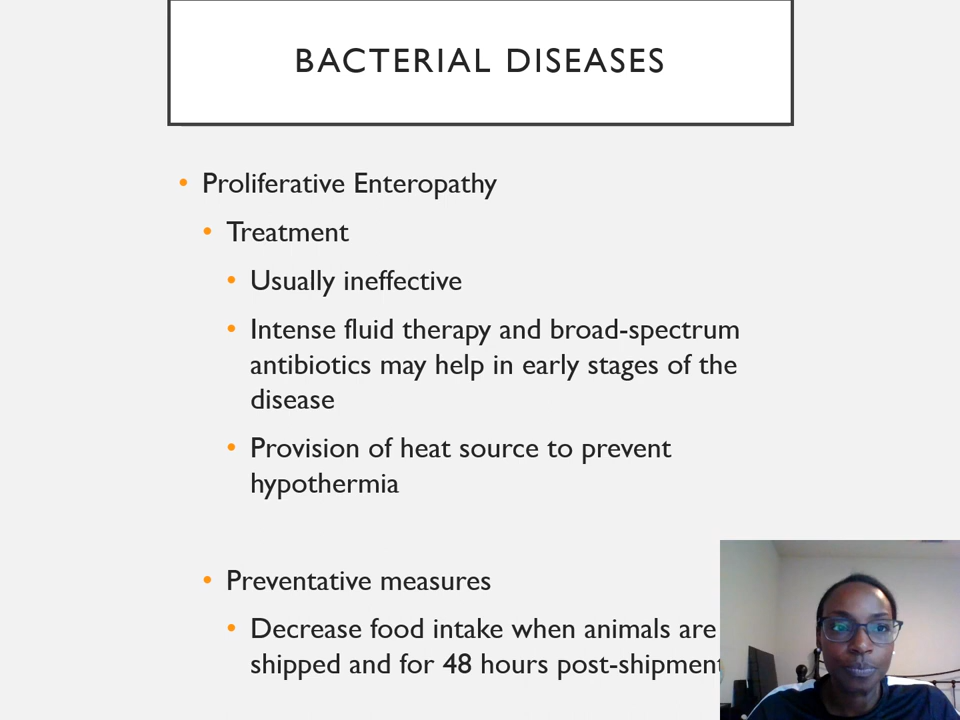 BACTERIAL DISEASES
• Proliferative Enteropathy
• Treatment
• Usually ineffective
• Intense fluid therapy and broad-spectrum
antibiotics may help in early stages of the
disease
• Provision of heat source to prevent
hypothermia
• Preventative measures
• Decrease food intake when animals are
shipped and for 48 hours post-shipment